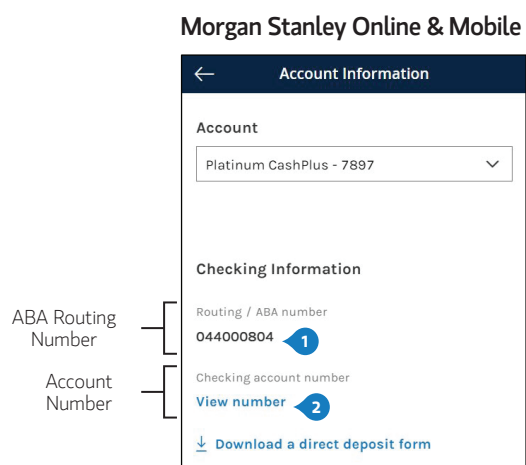 Morgan Stanley Online & Mobile
Account Information
Account
Platinum CashPlus - 7897
Checking Information
ABA Routing
Number
Routing / ABA number
044000804
1
Account
Number
Checking account number
View number
2
Download a direct deposit form